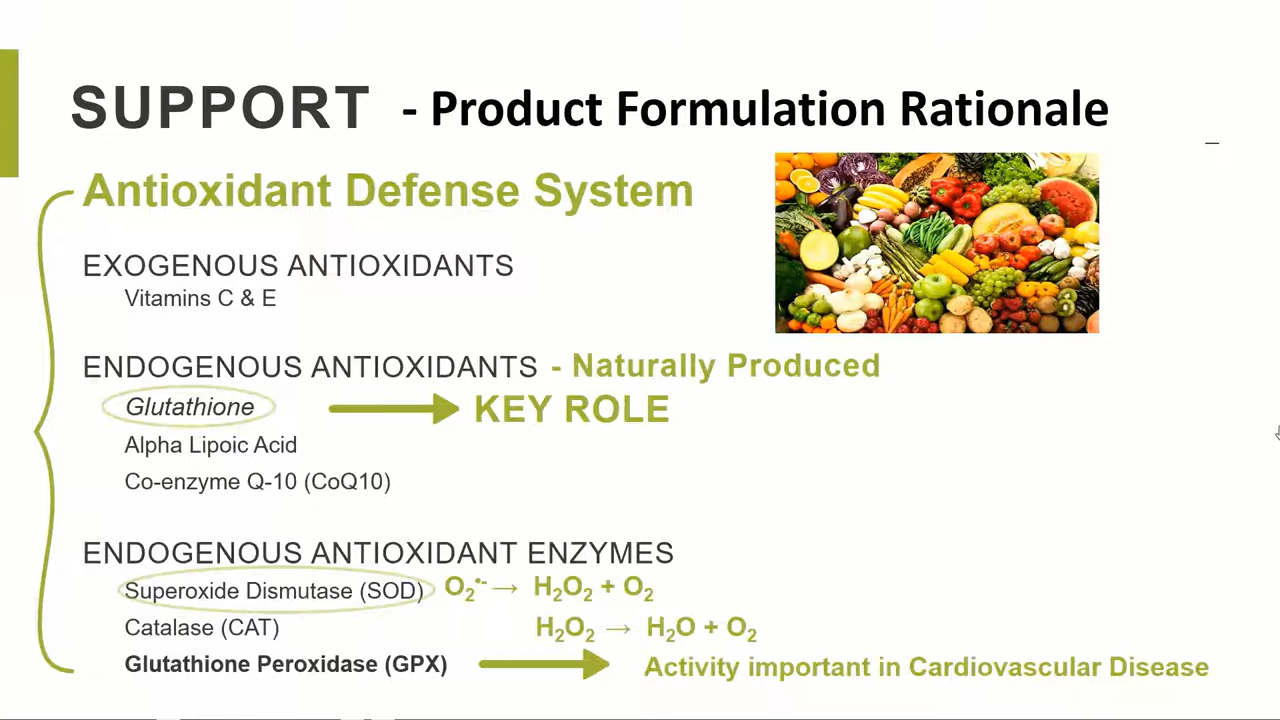 SUPPORT - Product Formulation Rationale
Antioxidant Defense System
EXOGENOUS ANTIOXIDANTS
Vitamins C & E
ENDOGENOUS ANTIOXIDANTS - Naturally Produced
Glutathione → KEY ROLE
Alpha Lipoic Acid
Co-enzyme Q-10 (CoQ10)
ENDOGENOUS ANTIOXIDANT ENZYMES
Superoxide Dismutase (SOD) O₂•- → H₂O₂ + O₂
Catalase (CAT) H₂O₂ → H₂O + O₂
Glutathione Peroxidase (GPX) → Activity important in Cardiovascular Disease